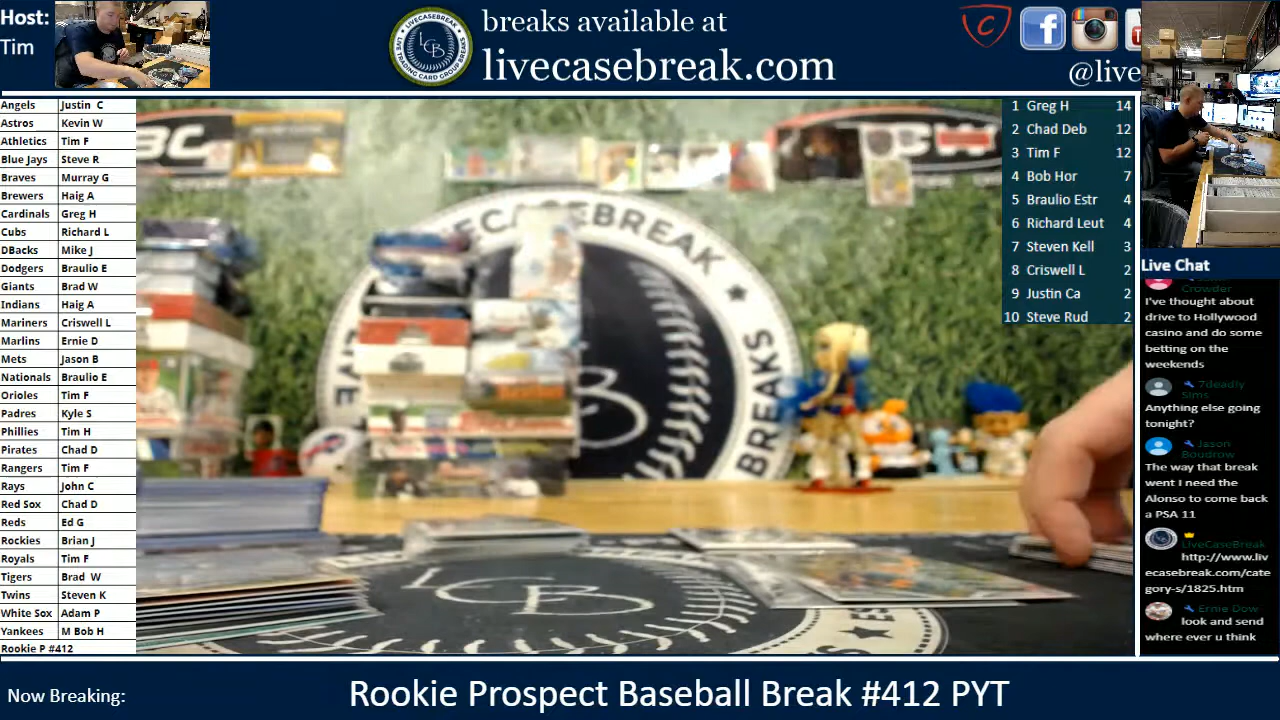 Host:
Tim
breaks available at
livecasebreak.com
@live
Angels Justin C
Astros Kevin W
Athletics Tim F
Blue Jays Steve R
Braves Murray G
Brewers Haig A
Cardinals Greg H
Cubs Richard L
DBacks Mike J
Dodgers Braulio E
Giants Brad W
Indians Haig A
Mariners Criswell L
Marlins Ernie D
Mets Jason B
Nationals Braulio E
Orioles Tim F
Padres Kyle S
Phillies Tim H
Pirates Chad D
Rangers Tim F
Rays John C
Red Sox Chad D
Reds Ed G
Rockies Brian J
Royals Tim F
Tigers Brad W
Twins Steven K
White Sox Adam P
Yankees M Bob H
Rookie P #412
LIVECASEBREAK
BREAKS
LCB
1 Greg H 14
2 Chad Deb 12
3 Tim F 12
4 Bob Hor 7
5 Braulio Estr 4
6 Richard Leut 4
7 Steven Kell 3
8 Criswell L 2
9 Justin Ca 2
10 Steve Rud 2
Live Chat
Crowder
I've thought about
drive to Hollywood
casino and do some
betting on the
weekends
7deadly
Sims
Anything else going
tonight?
Jason
Boudrow
The way that break
went I need the
Alonso to come back
a PSA 11
LiveCaseBreak
http://www.liv
ecasebreak.com/cate
gory-s/1825.htm
Ernie Dow
look and send
where ever u think
Now Breaking:
Rookie Prospect Baseball Break #412 PYT